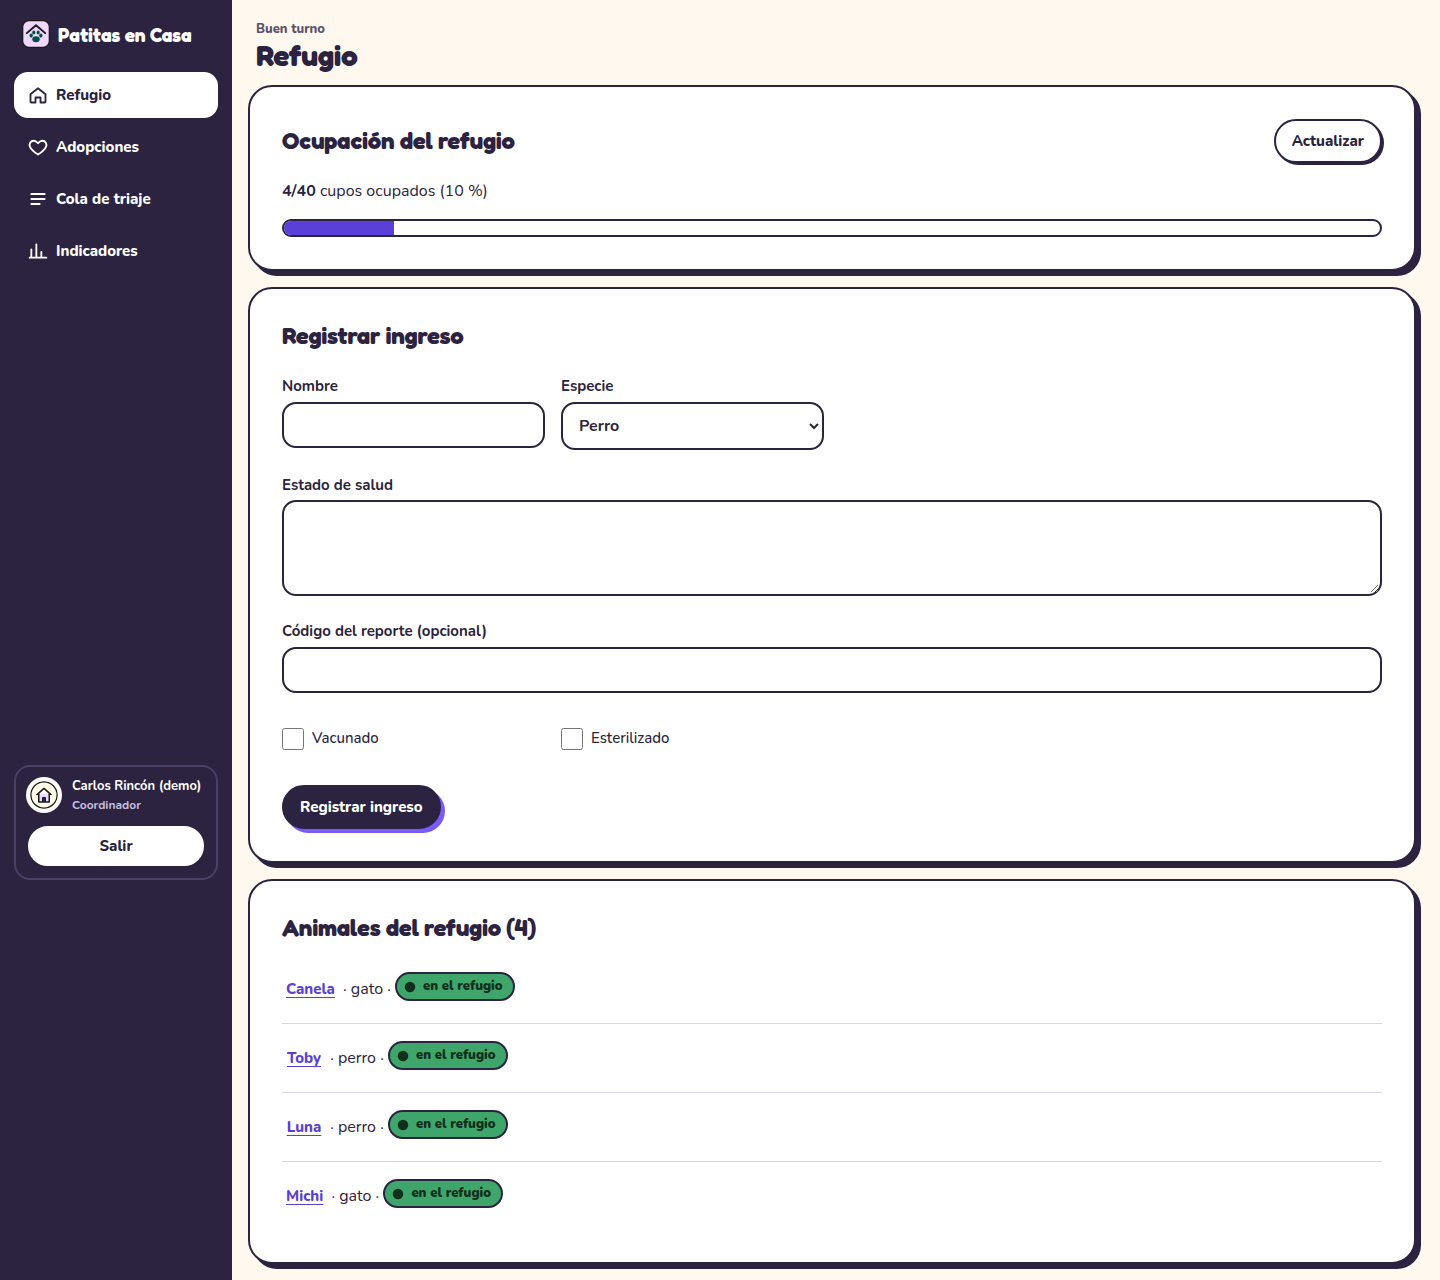 Patitas en Casa
Refugio
Adopciones
Cola de triaje
Indicadores
Carlos Rincón (demo)
Coordinador
Salir
Buen turno
Refugio
Ocupación del refugio
Actualizar
4/40 cupos ocupados (10 %)
Registrar ingreso
Nombre
Especie
Perro
Estado de salud
Código del reporte (opcional)
Vacunado
Esterilizado
Registrar ingreso
Animales del refugio (4)
Canela · gato · en el refugio
Toby · perro · en el refugio
Luna · perro · en el refugio
Michi · gato · en el refugio